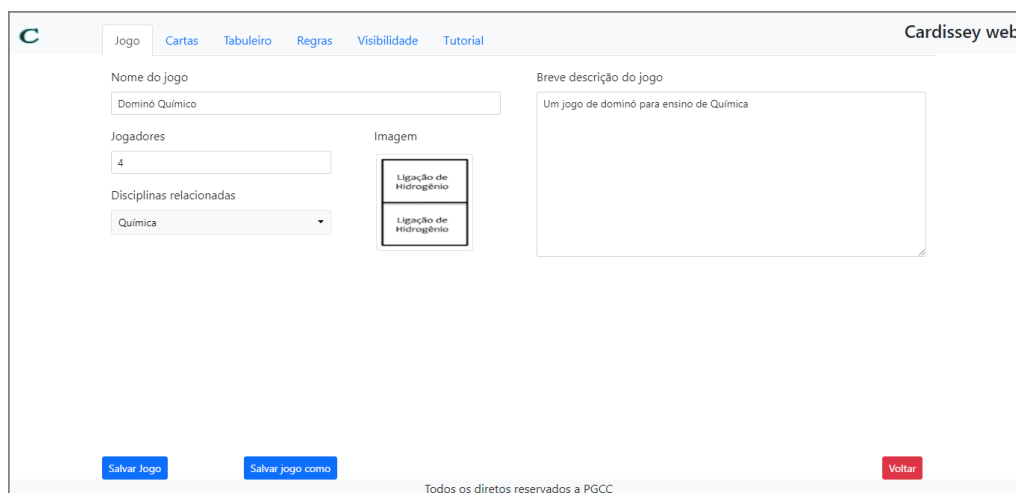 C
Jogo Cartas Tabuleiro Regras Visibilidade Tutorial
Cardissey web
Nome do jogo
Dominó Químico
Jogadores
4
Disciplinas relacionadas
Química
Imagem
Ligação de
Hidrogênio
Ligação de
Hidrogênio
Breve descrição do jogo
Um jogo de dominó para ensino de Química
Salvar Jogo
Salvar jogo como
Voltar
Todos os diretos reservados a PGCC